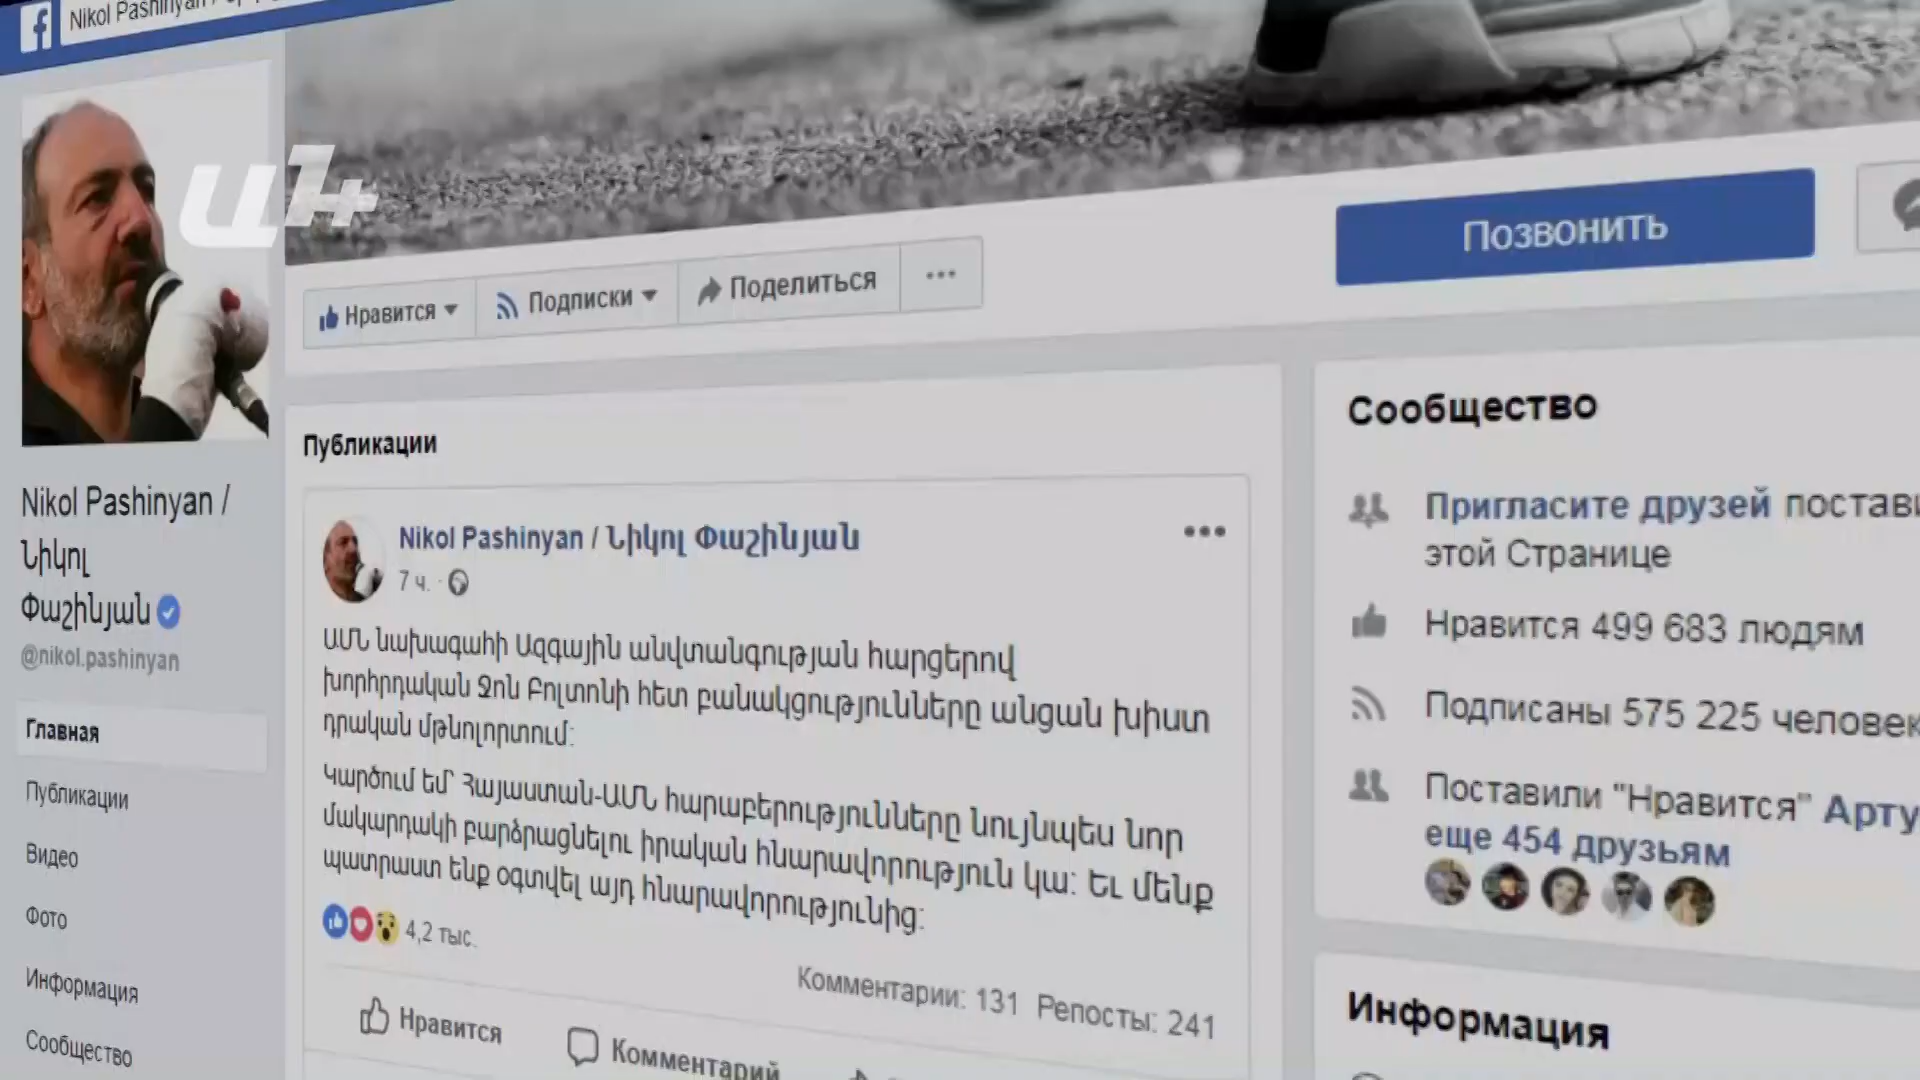 Nikol Pashinyan /
աև
Нравится
Подписки
Поделиться
Позвонить
Nikol Pashinyan /
Նիկոլ
Փաշինյան
@nikol.pashinyan
Главная
Публикации
Видео
Фото
Информация
Сообщество
Публикации
Nikol Pashinyan / Նիկոլ Փաշինյան
7 ч.
ԱՄՆ նախագահի Ազգային անվտանգության հարցերով
խորհրդական Ջոն Բոլտոնի հետ բանակցությունները անցան խիստ
դրական մթնոլորտում:
Կարծում եմ՝ Հայաստան-ԱՄՆ հարաբերությունները նույնպես նոր
մակարդակի բարձրացնելու իրական հնարավորություն կա: Եւ մենք
պատրաստ ենք օգտվել այդ հնարավորությունից:
4,2 тыс.
Комментарии: 131 Репосты: 241
Нравится
Комментарий
Сообщество
Пригласите друзей
этой Странице
Нравится 499 683 людям
Подписаны 575 225 человек
Поставили "Нравится"
еще 454 друзьям
Информация